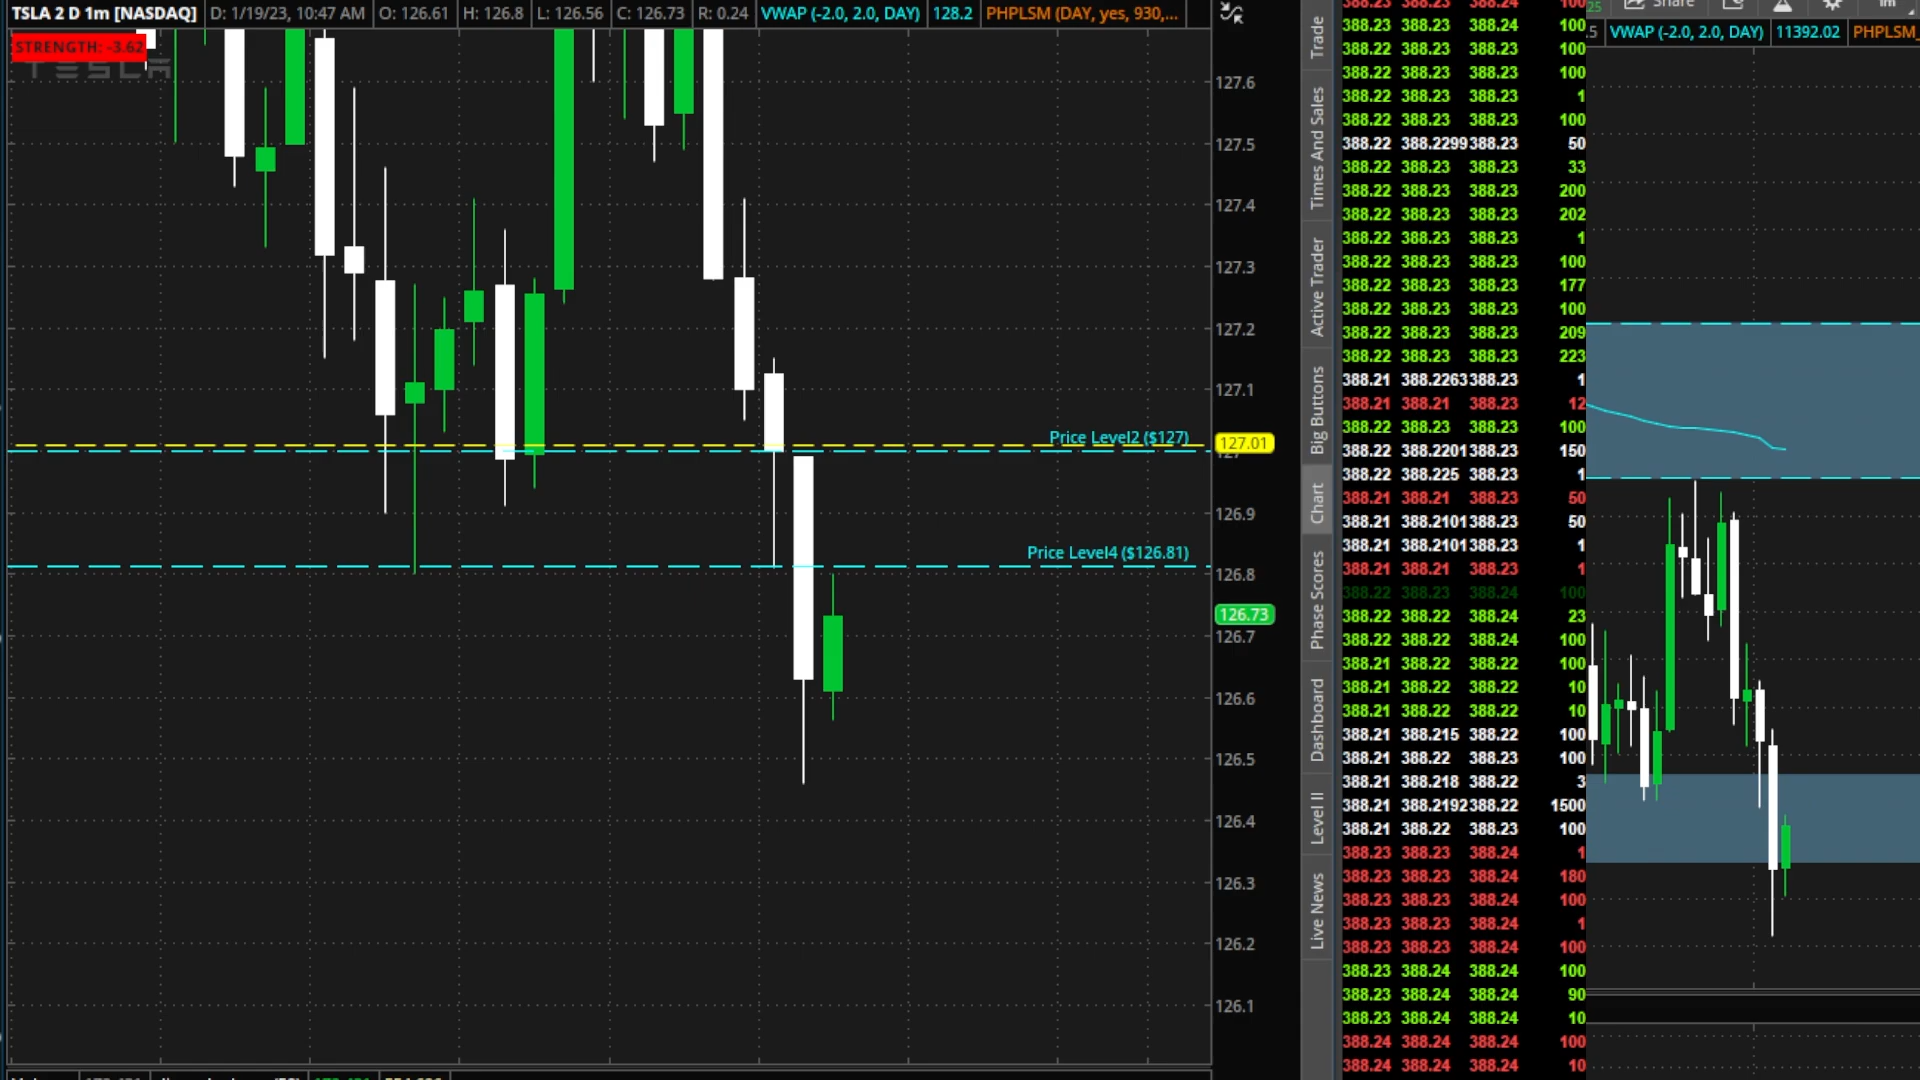 TSLA 2 D 1m [NASDAQ] D: 1/19/23, 10:47 AM O: 126.61 H: 126.8 L: 126.56 C: 126.73 R: 0.24 VWAP (-2.0, 2.0, DAY) 128.2 PHPLSM (DAY, yes, 930,...
STRENGTH: -3.62
TESLA
127.6
127.5
127.4
127.3
127.2
127.1
Price Level2 ($127)
127.01
126.9
Price Level4 ($126.81)
126.8
126.73
126.7
126.6
126.5
126.4
126.3
126.2
126.1
Trade
Times And Sales
Active Trader
Big Buttons
Chart
Phase Scores
Dashboard
Level II
Live News
388.23 388.23 388.24 100
388.23 388.23 388.24 100
388.22 388.23 388.23 100
388.22 388.23 388.23 100
388.22 388.23 388.23 1
388.22 388.23 388.23 100
388.22 388.2299 388.23 50
388.22 388.23 388.23 33
388.22 388.23 388.23 200
388.22 388.23 388.23 202
388.22 388.23 388.23 1
388.22 388.23 388.23 100
388.22 388.23 388.23 177
388.22 388.23 388.23 100
388.22 388.23 388.23 209
388.22 388.23 388.23 223
388.21 388.2263 388.23 1
388.21 388.21 388.23 12
388.22 388.23 388.23 100
388.22 388.2201 388.23 150
388.22 388.225 388.23 1
388.21 388.21 388.23 50
388.21 388.2101 388.23 50
388.21 388.2101 388.23 1
388.21 388.21 388.23 1
388.22 388.23 388.24 100
388.22 388.22 388.24 23
388.22 388.22 388.24 100
388.21 388.22 388.22 100
388.21 388.22 388.22 10
388.21 388.22 388.22 10
388.21 388.215 388.22 100
388.21 388.22 388.23 100
388.21 388.218 388.22 3
388.21 388.2192 388.22 1500
388.21 388.22 388.23 100
388.23 388.23 388.24 1
388.23 388.23 388.24 180
388.23 388.23 388.24 100
388.23 388.23 388.24 1
388.23 388.23 388.24 100
388.23 388.24 388.24 100
388.23 388.24 388.24 90
388.23 388.24 388.24 10
388.24 388.24 388.24 100
388.24 388.24 388.24 10
25 Share 1m
.5 VWAP (-2.0, 2.0, DAY) 11392.02 PHPLSM_